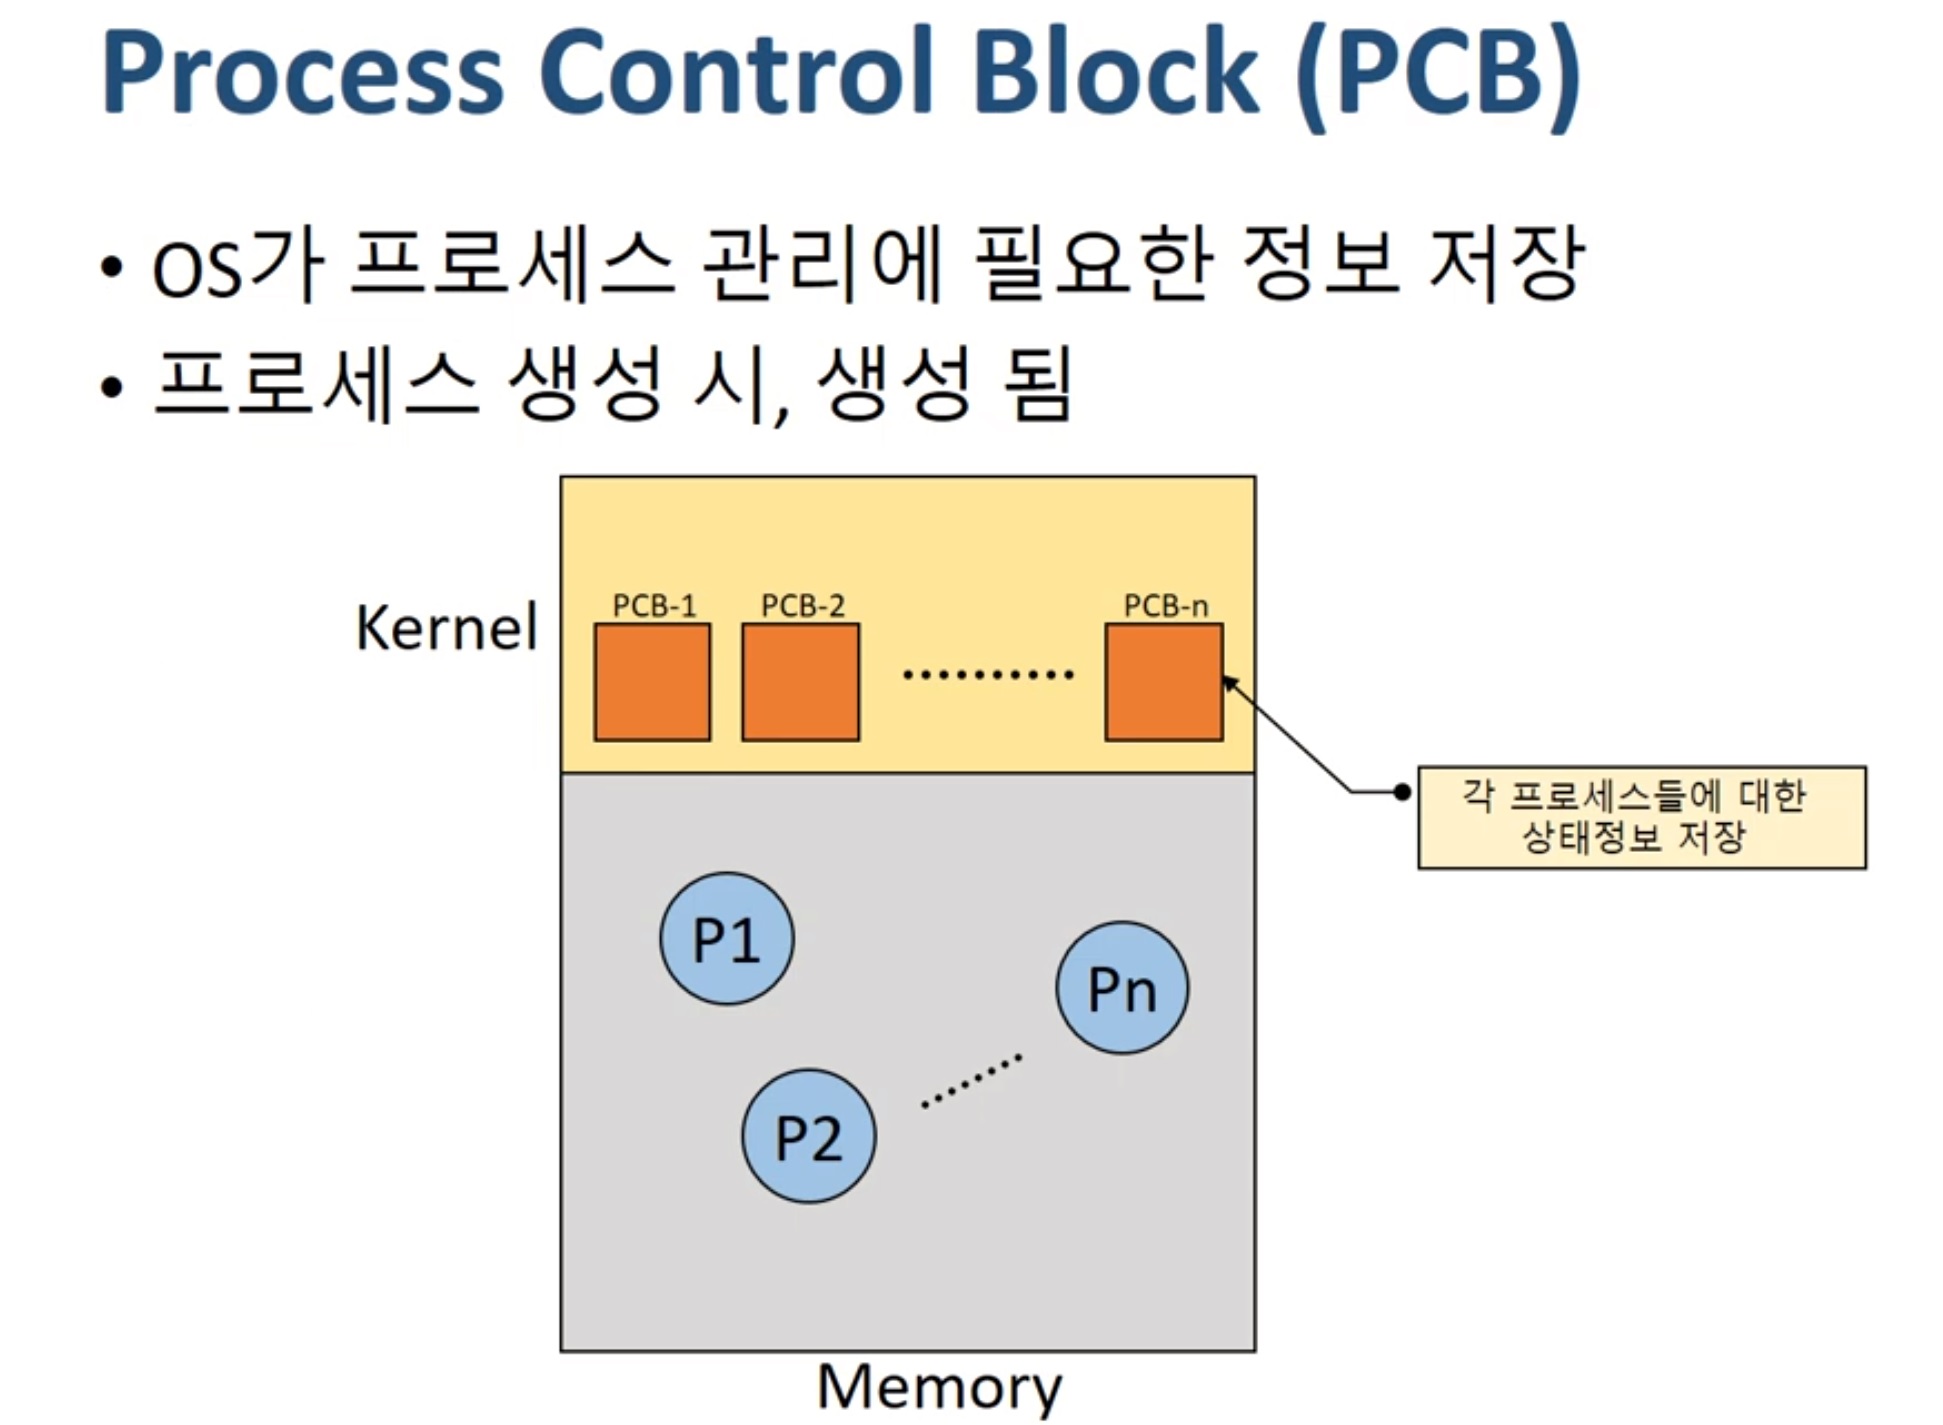 Process Control Block (PCB)
• OS가 프로세스 관리에 필요한 정보 저장
• 프로세스 생성 시, 생성 됨
Kernel
PCB-1
PCB-2
PCB-n
각 프로세스들에 대한
상태정보 저장
P1
Pn
P2
Memory